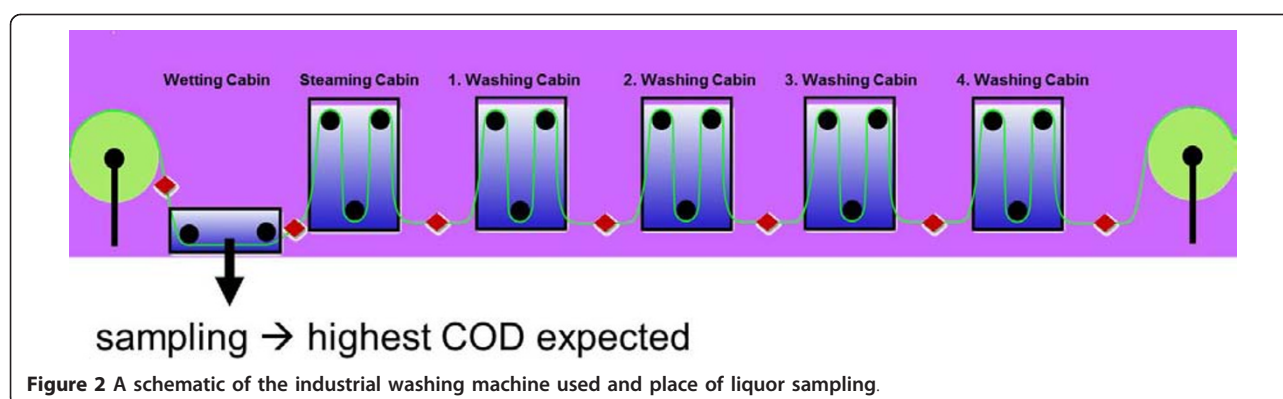 Wetting Cabin Steaming Cabin 1. Washing Cabin 2. Washing Cabin 3. Washing Cabin 4. Washing Cabin
sampling → highest COD expected
Figure 2 A schematic of the industrial washing machine used and place of liquor sampling.